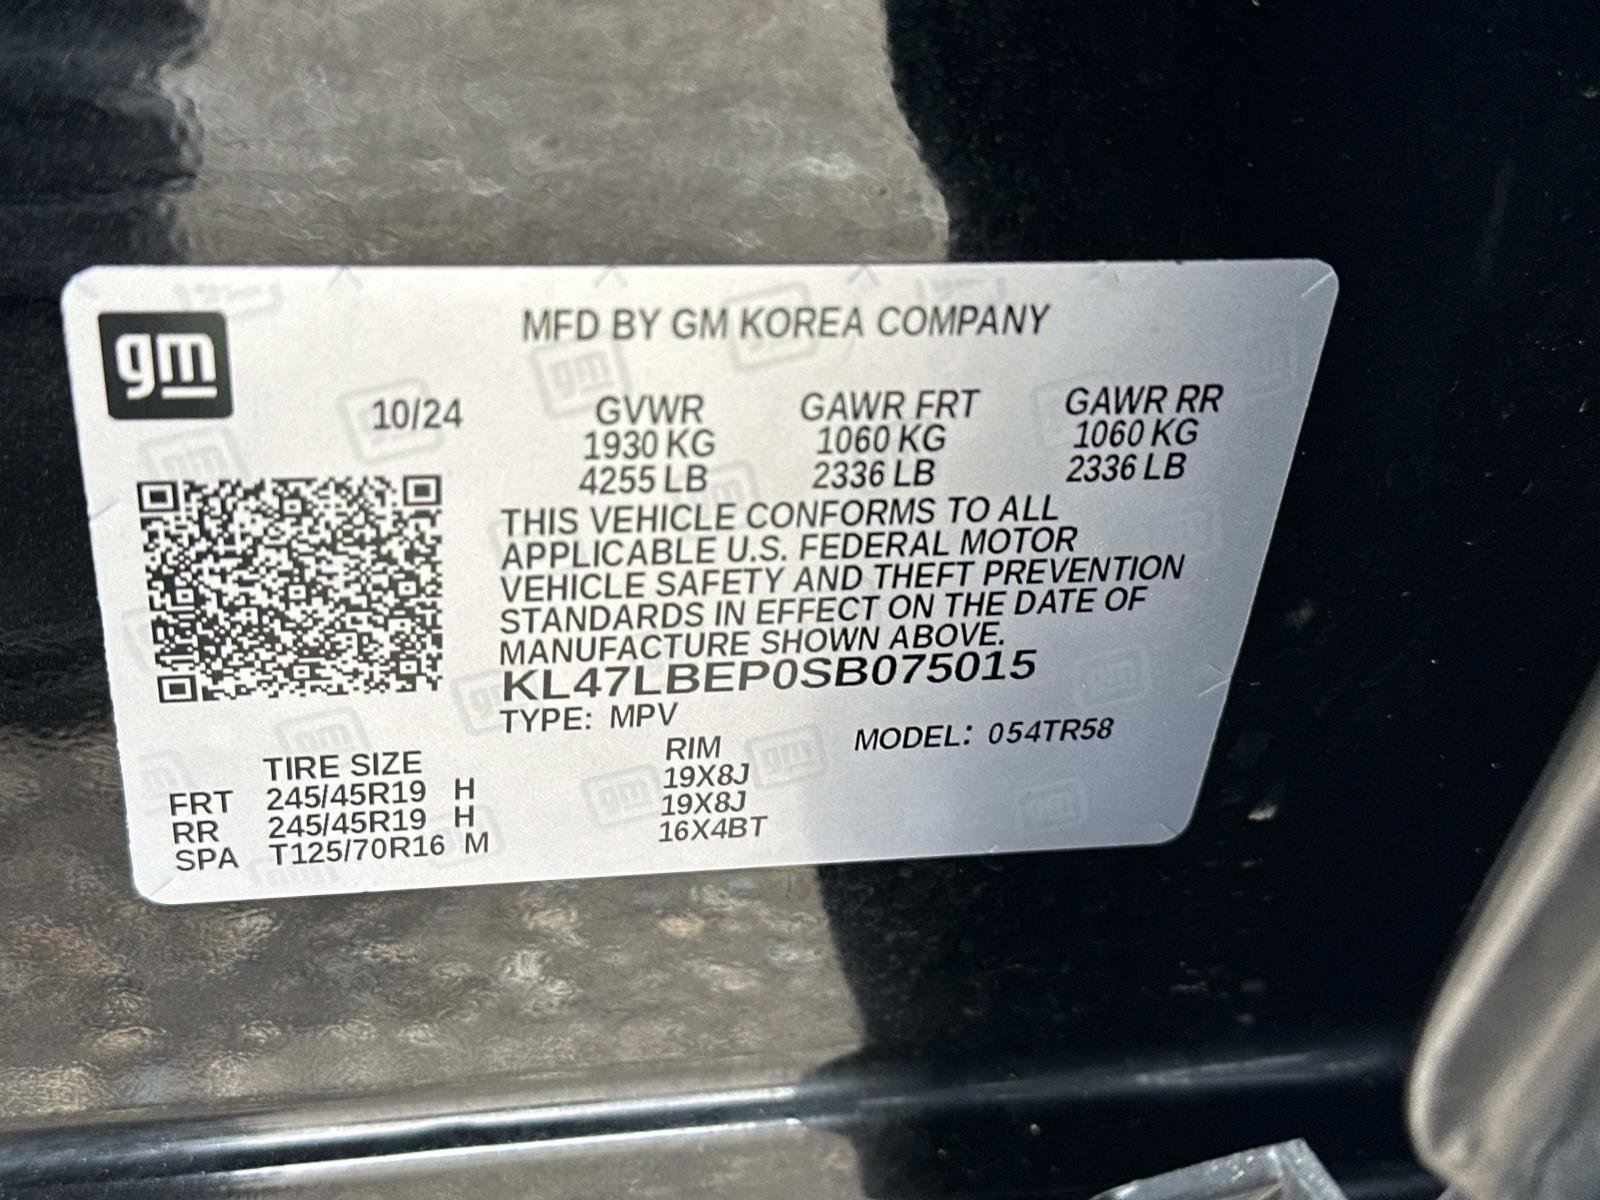 gm
MFD BY GM KOREA COMPANY
10/24 GVWR GAWR FRT GAWR RR
1930 KG 1060 KG 1060 KG
4255 LB 2336 LB 2336 LB
THIS VEHICLE CONFORMS TO ALL
APPLICABLE U.S. FEDERAL MOTOR
VEHICLE SAFETY AND THEFT PREVENTION
STANDARDS IN EFFECT ON THE DATE OF
MANUFACTURE SHOWN ABOVE.
KL47LBEP0SB075015
TYPE: MPV
MODEL: 054TR58
TIRE SIZE RIM
FRT 245/45R19 H 19X8J
RR 245/45R19 H 19X8J
SPA T125/70R16 M 16X4BT